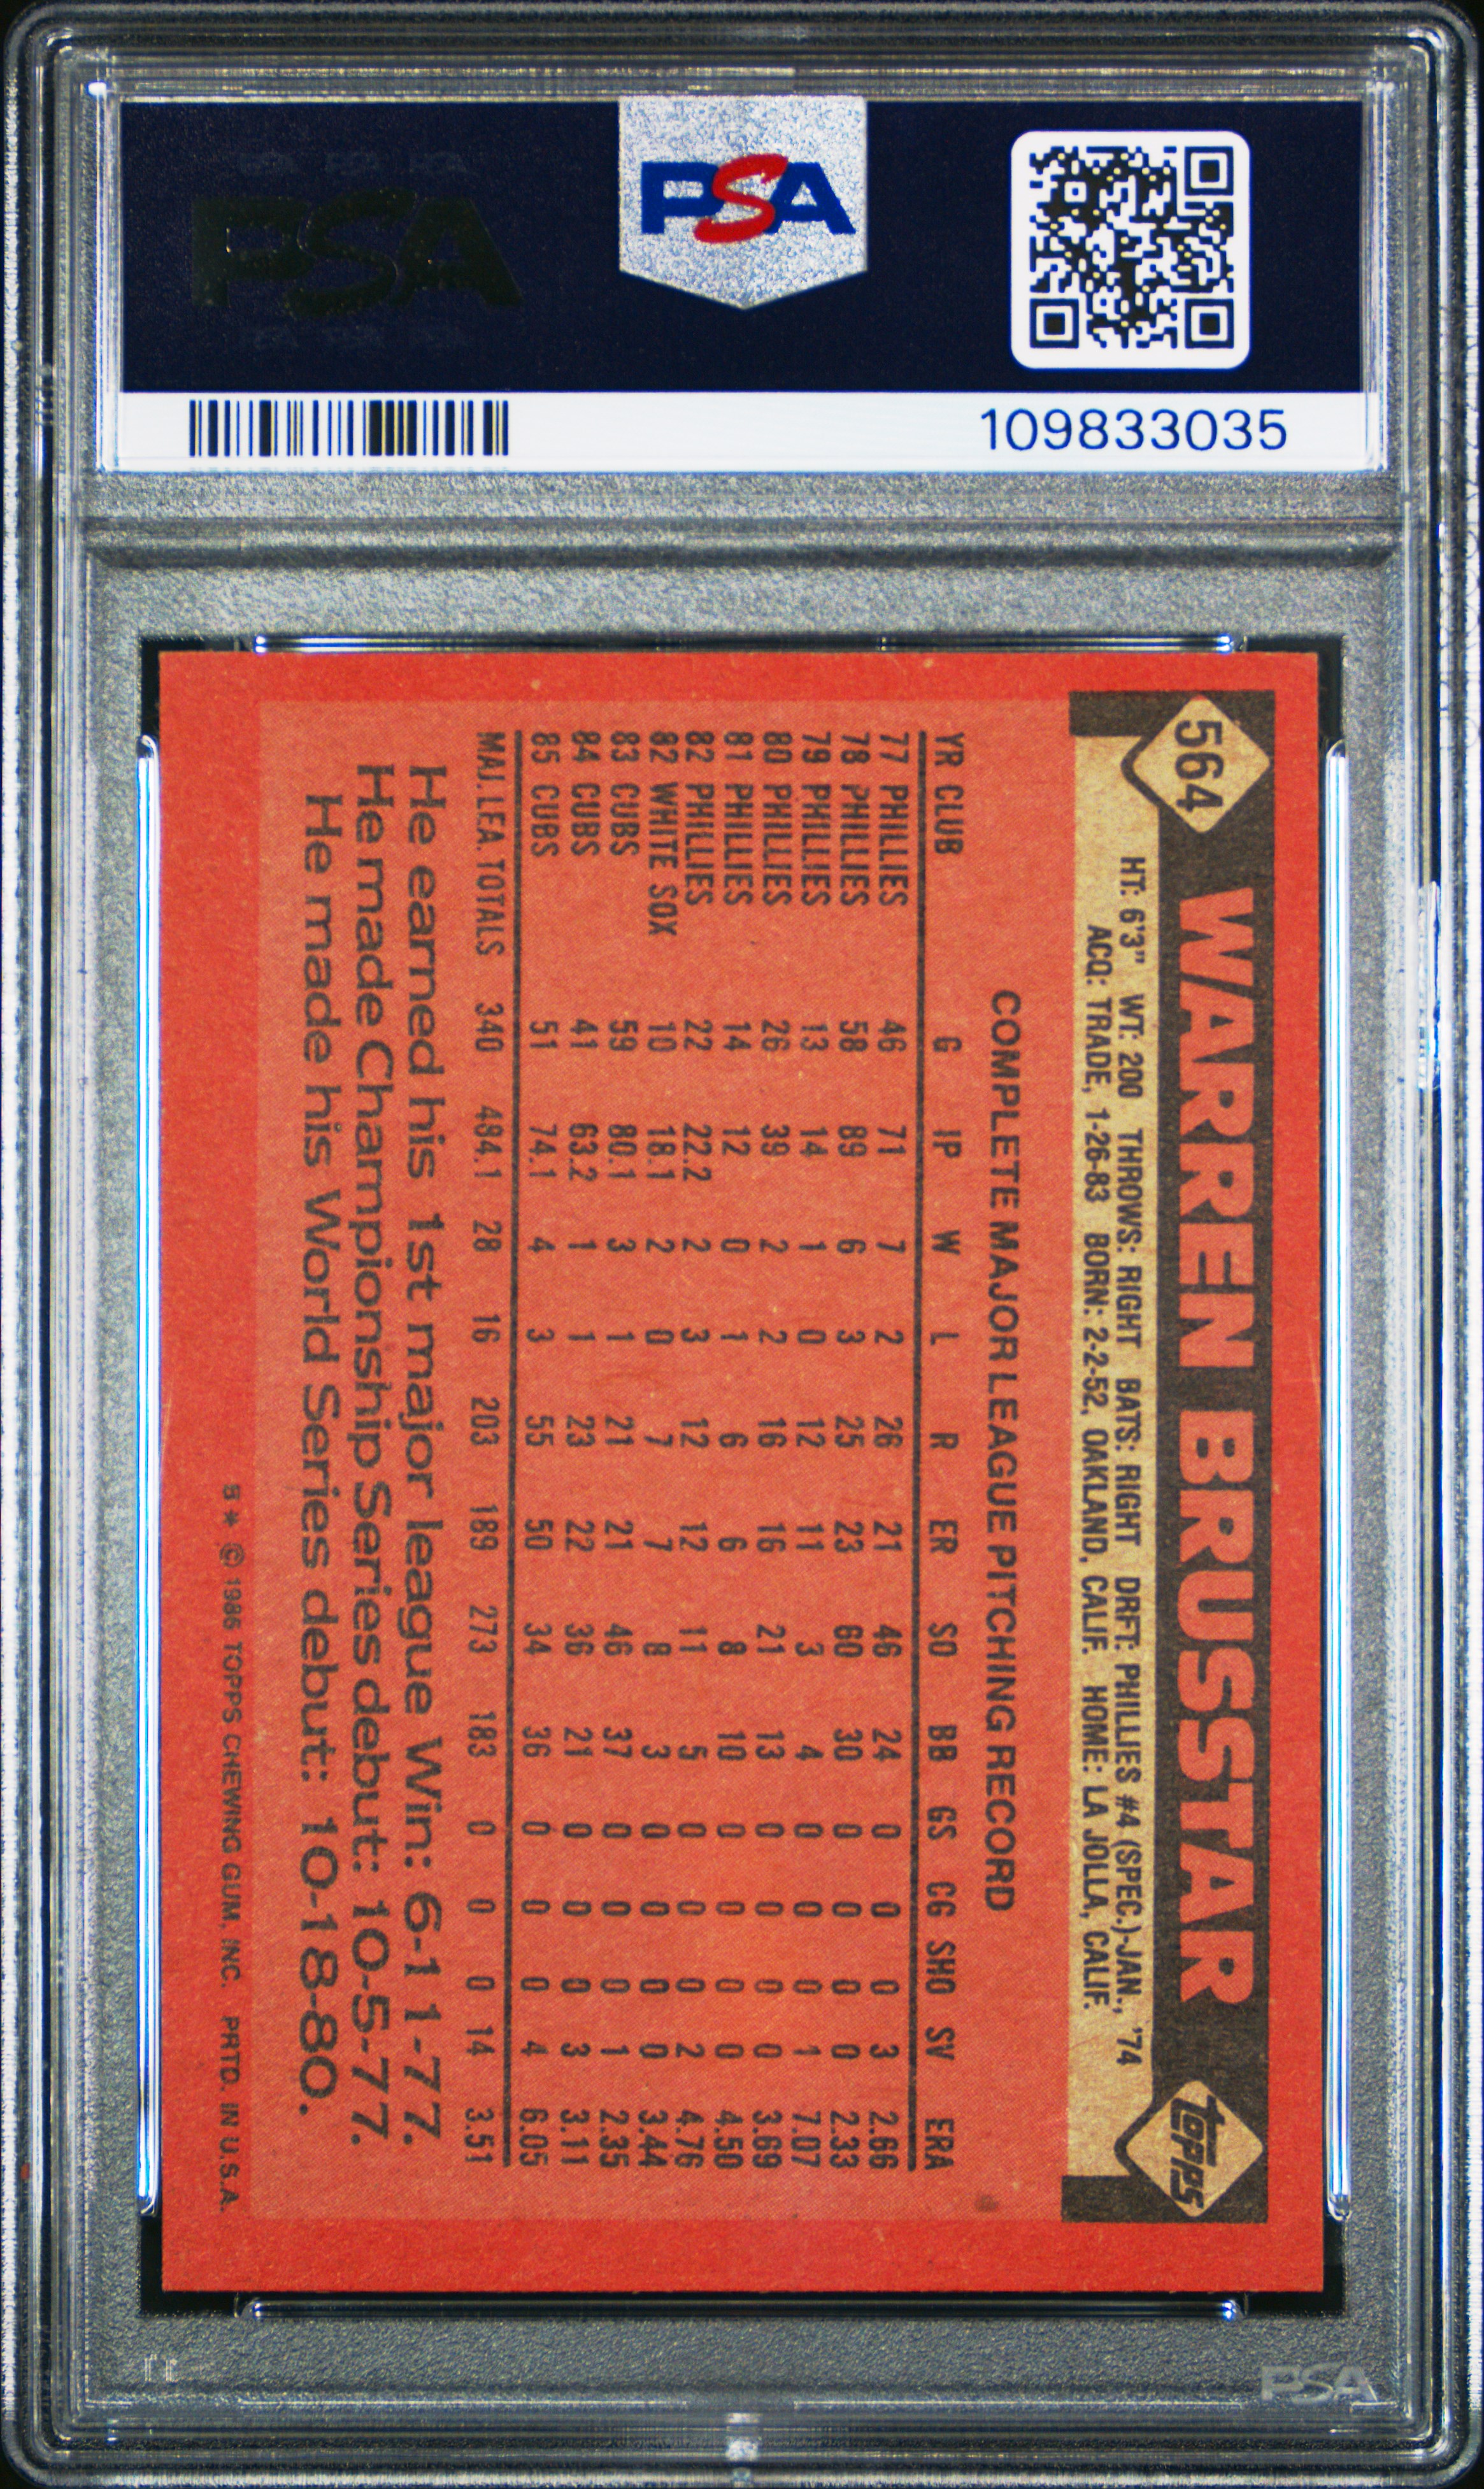 PSA
PSA
109833035
564
WARREN BRUSSTAR
topps
HT: 6'3" WT: 200 THROWS: RIGHT BATS: RIGHT DRFT: PHILLIES #4 (SPEC.)-JAN., '74
ACQ: TRADE, 1-26-83 BORN: 2-2-52, OAKLAND, CALIF. HOME: LA JOLLA, CALIF.
COMPLETE MAJOR LEAGUE PITCHING RECORD
YR CLUB G IP W L R ER SO BB GS CG SHO SV ERA
77 PHILLIES 46 71 7 2 26 21 46 24 0 0 0 3 2.66
78 PHILLIES 58 89 6 3 25 23 60 30 0 0 0 0 2.33
79 PHILLIES 13 14 1 0 12 11 3 4 0 0 0 1 7.07
80 PHILLIES 26 39 2 2 16 16 21 13 0 0 0 0 3.69
81 PHILLIES 14 12 0 1 6 6 8 10 0 0 0 0 4.50
82 PHILLIES 22 22.2 2 3 12 12 11 5 0 0 0 2 4.76
82 WHITE SOX 10 18.1 2 0 7 7 8 3 0 0 0 0 3.44
83 CUBS 59 80.1 3 1 21 21 46 37 0 0 0 1 2.35
84 CUBS 41 63.2 1 1 23 22 36 21 0 0 0 3 3.11
85 CUBS 51 74.1 4 3 55 50 34 36 0 0 0 4 6.05
MAJ. LEA. TOTALS 340 484.1 28 16 203 189 273 183 0 0 0 14 3.51
He earned his 1st major league Win: 6-11-77.
He made Championship Series debut: 10-5-77.
He made his World Series debut: 10-18-80.
5 * © 1986 TOPPS CHEWING GUM, INC. PRTD. IN U.S.A.
PSA